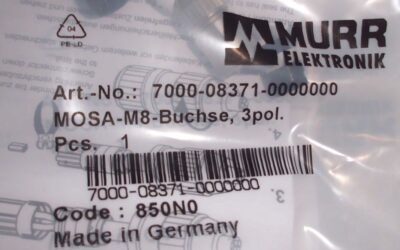 04
PE-LD
MURR
ELEKTRONIK
Art.-No.: 7000-08371-0000000
MOSA-M8-Buchse, 3pol.
Pcs. 1
7000-08371-0000000
Code : 850N0
Made in Germany
3.